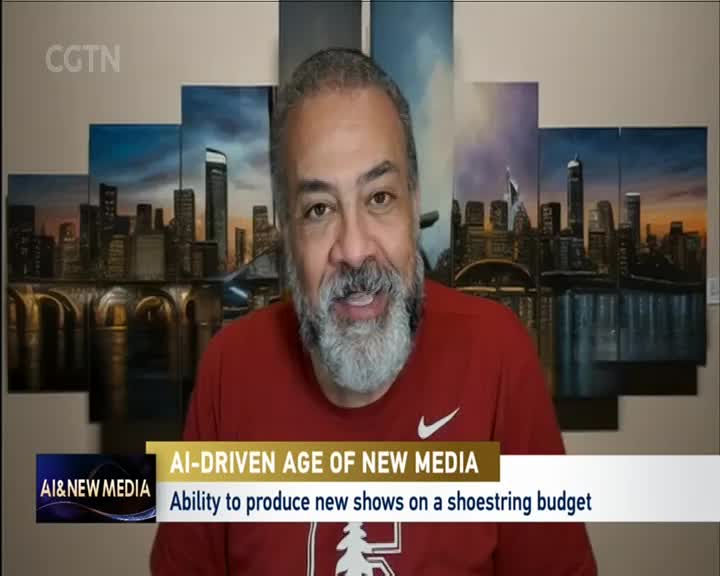 CGTN
AI-DRIVEN AGE OF NEW MEDIA
AI&NEW MEDIA
Ability to produce new shows on a shoestring budget